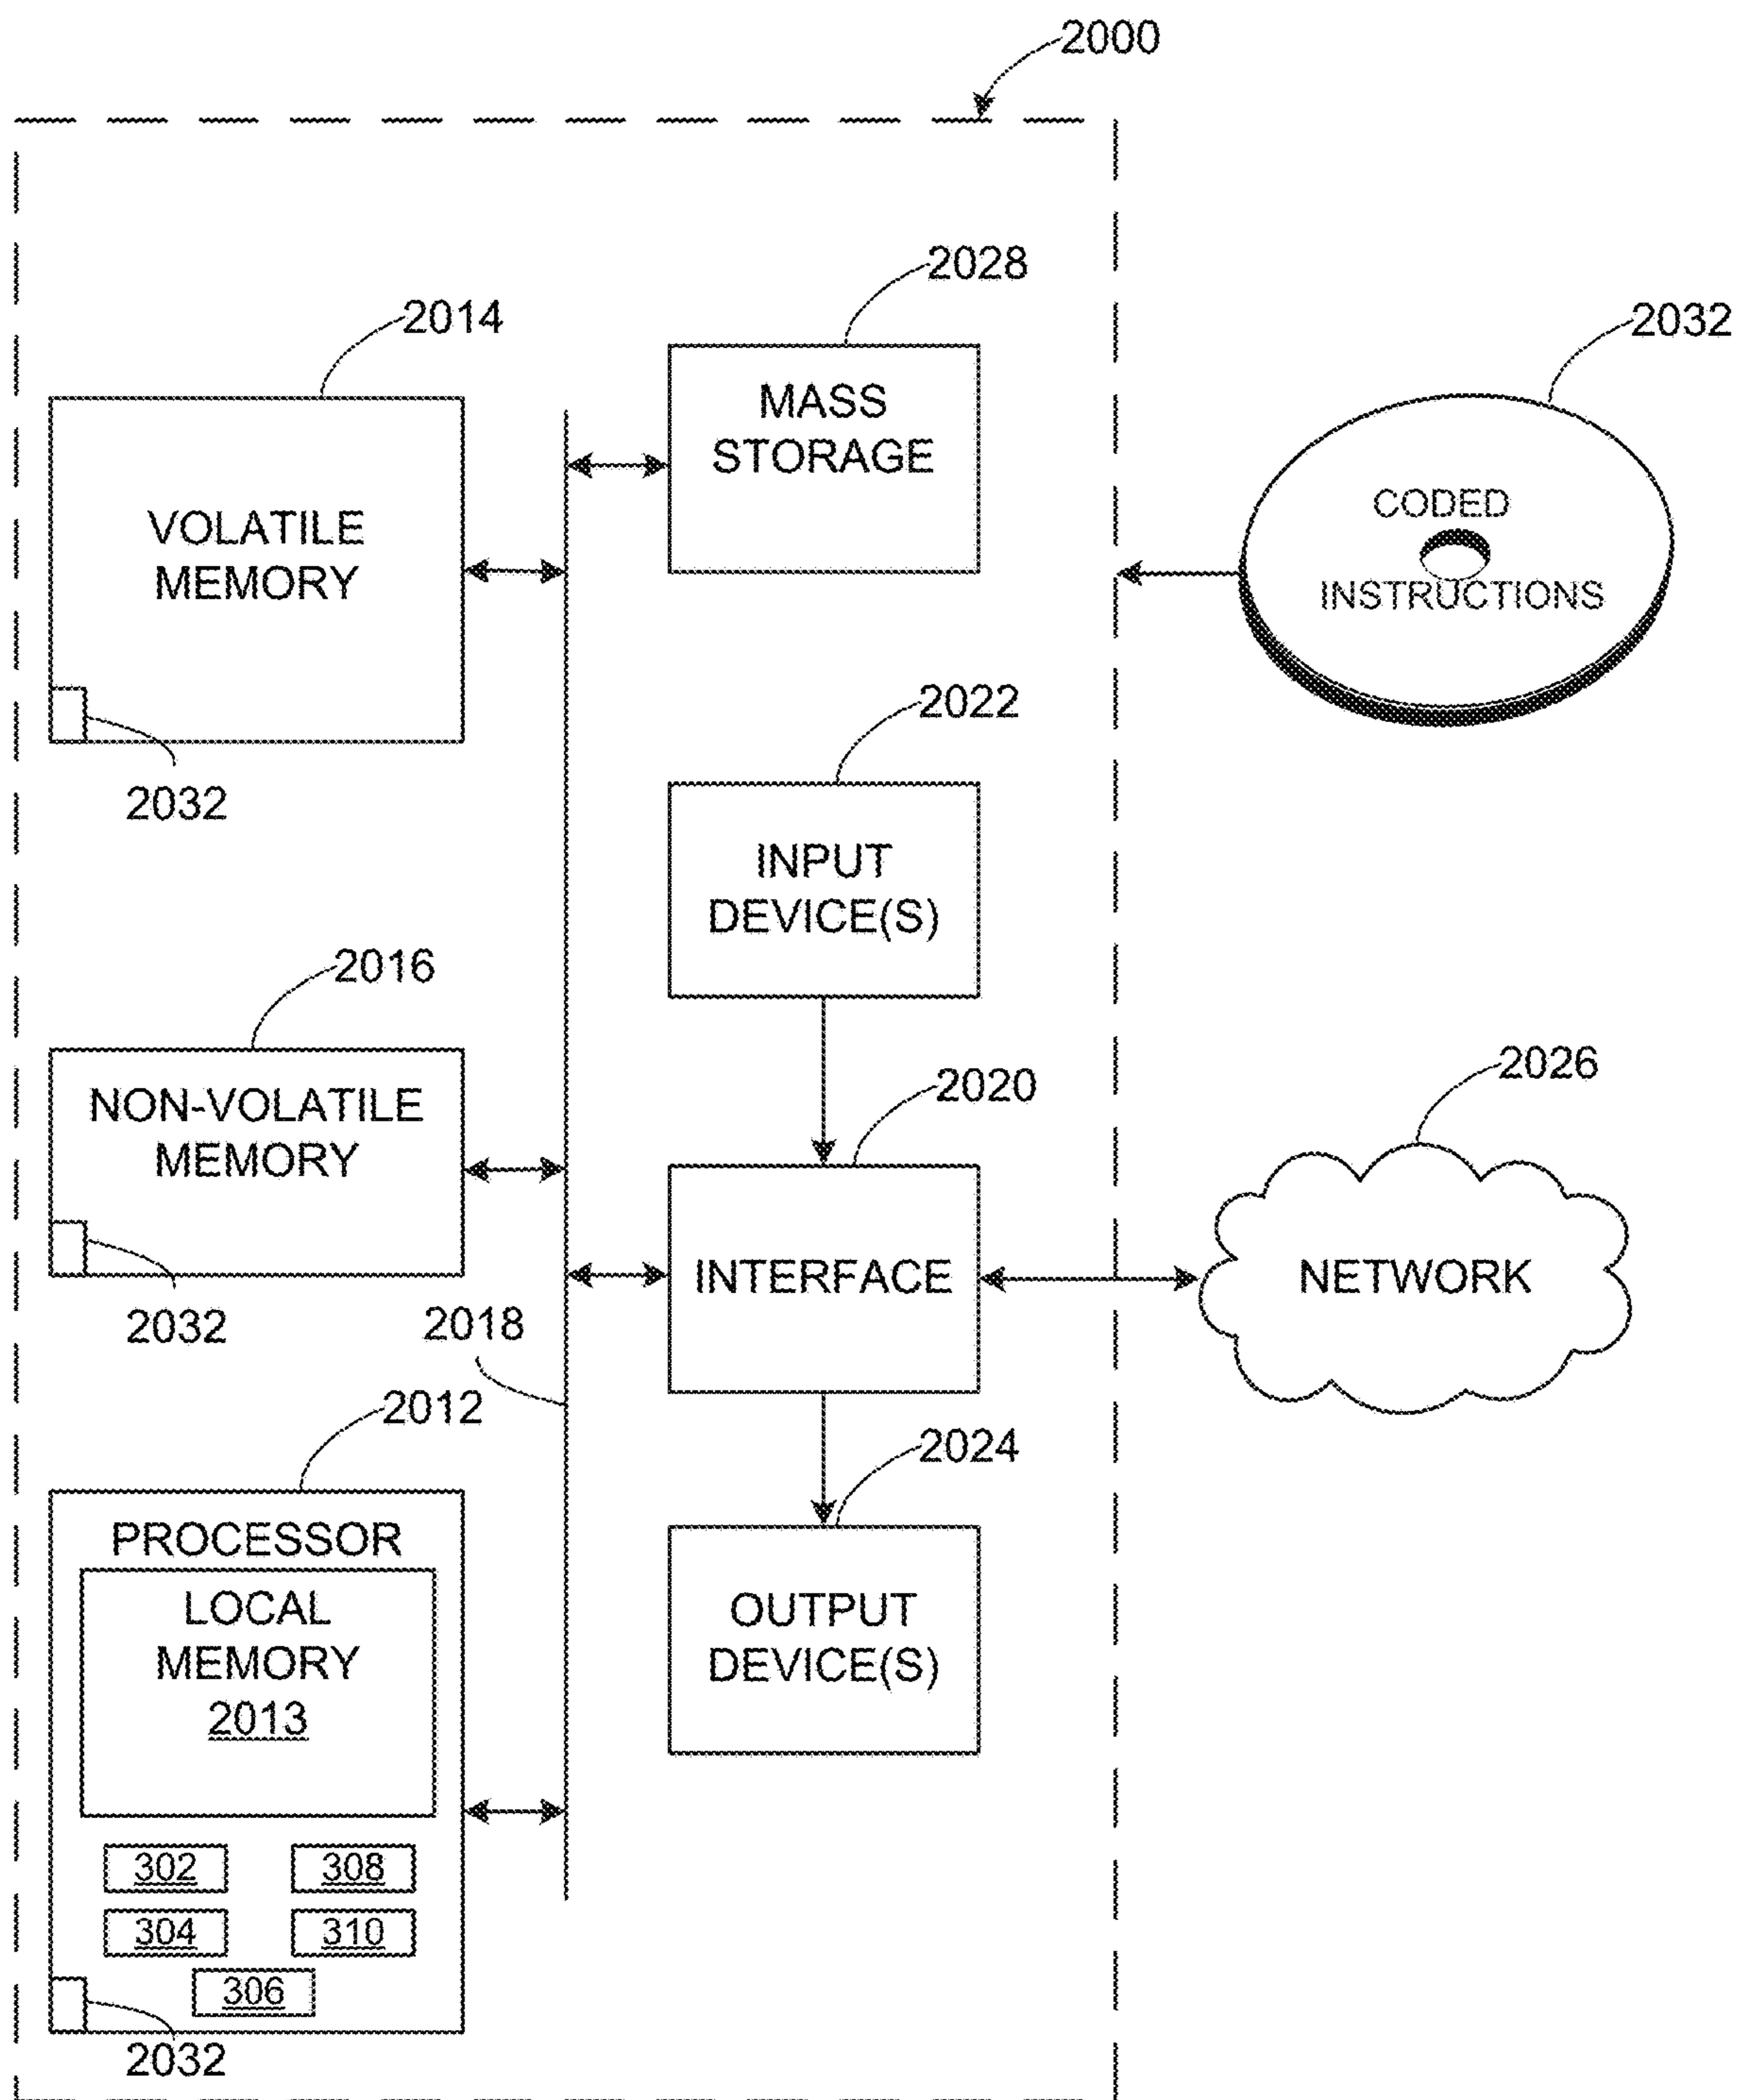 2000
2028
2014
2032
MASS
STORAGE
VOLATILE
MEMORY
CODED
INSTRUCTIONS
2032
2022
INPUT
DEVICE(S)
2016
2020
2026
NON-VOLATILE
MEMORY
INTERFACE
NETWORK
2032
2018
2012
2024
PROCESSOR
LOCAL
MEMORY
2013
OUTPUT
DEVICE(S)
302
308
304
310
306
2032